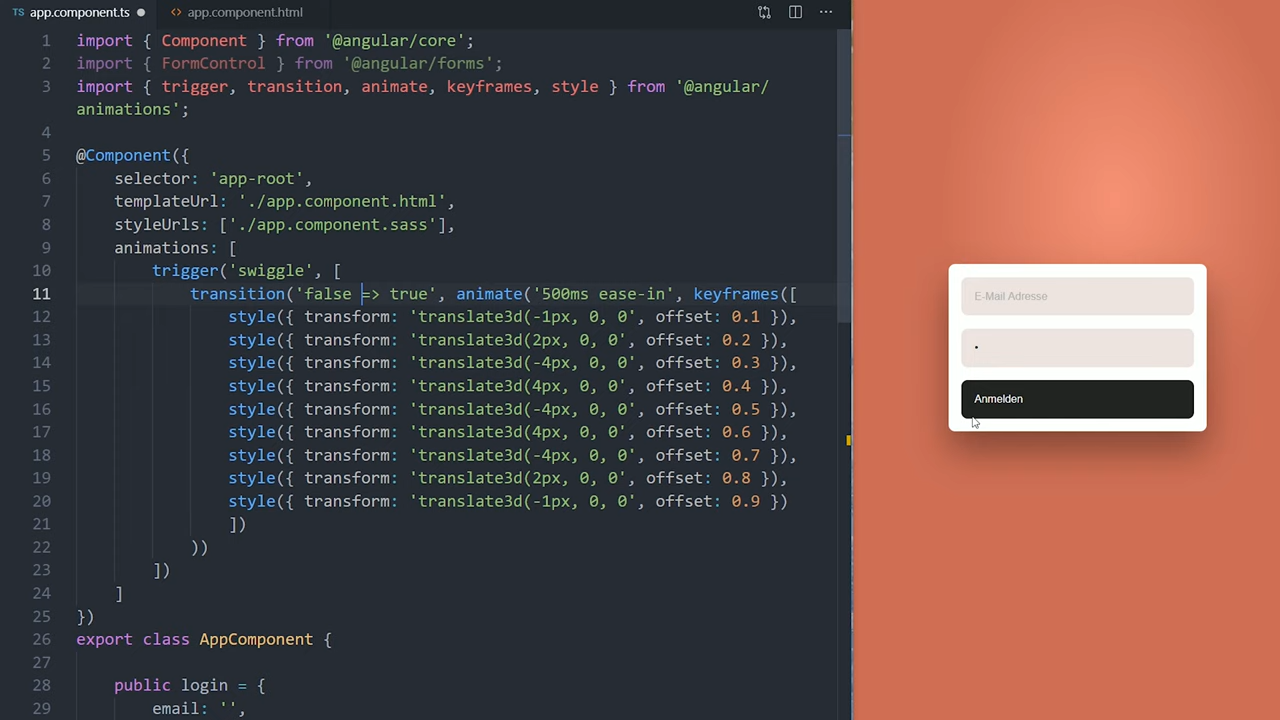 TS app.component.ts ● <> app.component.html ...
1 import { Component } from '@angular/core';
2 import { FormControl } from '@angular/forms';
3 import { trigger, transition, animate, keyframes, style } from '@angular/
animations';
4
5 @Component({
6 selector: 'app-root',
7 templateUrl: './app.component.html',
8 styleUrls: ['./app.component.sass'],
9 animations: [
10 trigger('swiggle', [
11 transition('false => true', animate('500ms ease-in', keyframes([
12 style({ transform: 'translate3d(-1px, 0, 0', offset: 0.1 }),
13 style({ transform: 'translate3d(2px, 0, 0', offset: 0.2 }),
14 style({ transform: 'translate3d(-4px, 0, 0', offset: 0.3 }),
15 style({ transform: 'translate3d(4px, 0, 0', offset: 0.4 }),
16 style({ transform: 'translate3d(-4px, 0, 0', offset: 0.5 }),
17 style({ transform: 'translate3d(4px, 0, 0', offset: 0.6 }),
18 style({ transform: 'translate3d(-4px, 0, 0', offset: 0.7 }),
19 style({ transform: 'translate3d(2px, 0, 0', offset: 0.8 }),
20 style({ transform: 'translate3d(-1px, 0, 0', offset: 0.9 })
21 ])
22 ))
23 ])
24 ]
25 })
26 export class AppComponent {
27
28 public login = {
29 email: '',
E-Mail Adresse
•
Anmelden